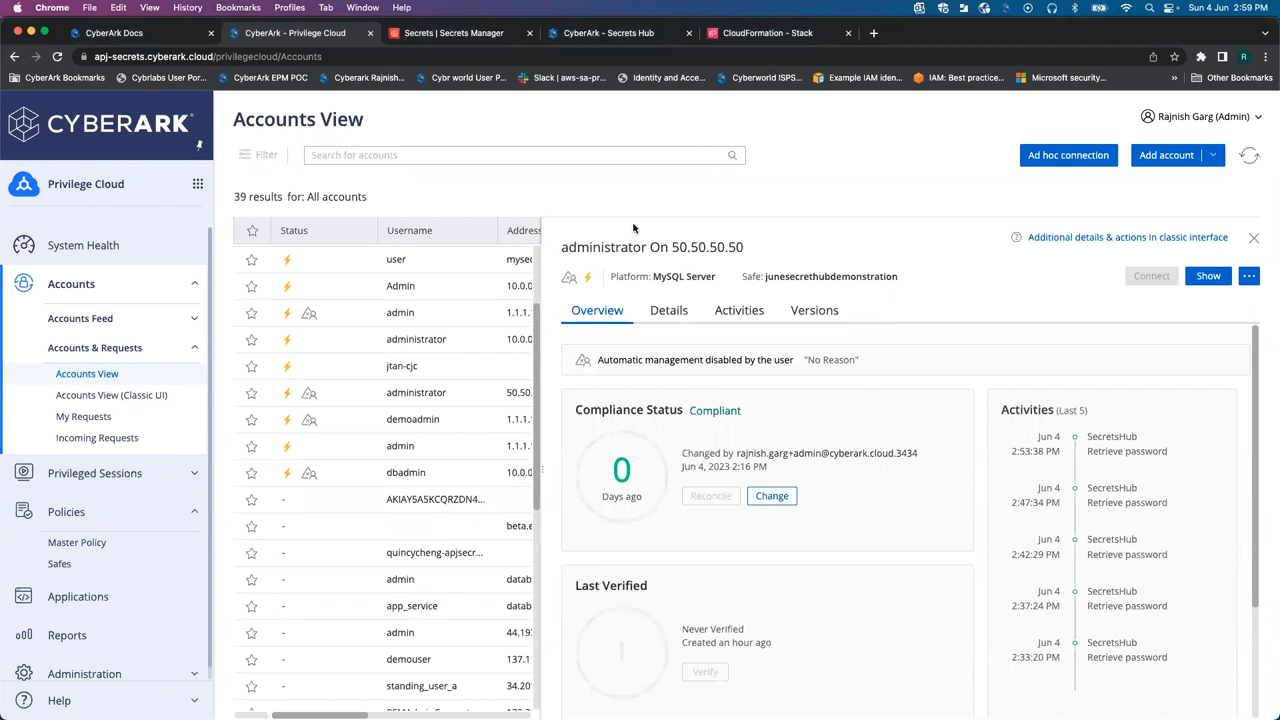 Chrome File Edit View History Bookmarks Profiles Tab Window Help
Sun 4 Jun 2:59 PM
CyberArk Docs
CyberArk - Privilege Cloud
Secrets | Secrets Manager
CyberArk - Secrets Hub
CloudFormation - Stack
apj-secrets.cyberark.cloud/privilegecloud/Accounts
R
CyberArk Bookmarks
Cyrlabs User Por...
CyberArk EPM POC
Cyberark Rajnish...
Cybr world User P...
Slack | aws-sa-pr...
Identity and Acce...
Cyberworld ISPS...
Example IAM iden...
IAM: Best practice...
Microsoft security...
»
Other Bookmarks
CYBERARK®
Privilege Cloud
System Health
Accounts
Accounts Feed
Accounts & Requests
Accounts View
Accounts View (Classic UI)
My Requests
Incoming Requests
Privileged Sessions
Policies
Master Policy
Safes
Applications
Reports
Administration
Help
Accounts View
Rajnish Garg (Admin)
Filter
Search for accounts
Ad hoc connection
Add account
39 results for: All accounts
Status Username Address
user mysec
Admin 10.0.0
admin 1.1.1.
administrator 10.0.0
jtan-cjc
administrator 50.50.
demoadmin 1.1.1.
admin 1.1.1.
dbadmin 10.0.0
- AKIAY5A5KCQRZDN4...
- beta.e
- quincycheng-apjsecr...
- admin datab
- app_service datab
- admin 44.19
- demouser 137.1
- standing_user_a 34.20
administrator On 50.50.50.50
Additional details & actions in classic interface
Platform: MySQL Server Safe: junesecrethubdemonstration
Connect
Show
Overview Details Activities Versions
Automatic management disabled by the user "No Reason"
Compliance Status Compliant
0
Days ago
Changed by rajnish.garg+admin@cyberark.cloud.3434
Jun 4, 2023 2:16 PM
Reconcile
Change
Last Verified
!
Never Verified
Created an hour ago
Verify
Activities (Last 5)
Jun 4 SecretsHub
2:53:38 PM Retrieve password
Jun 4 SecretsHub
2:47:34 PM Retrieve password
Jun 4 SecretsHub
2:42:29 PM Retrieve password
Jun 4 SecretsHub
2:37:24 PM Retrieve password
Jun 4 SecretsHub
2:33:20 PM Retrieve password